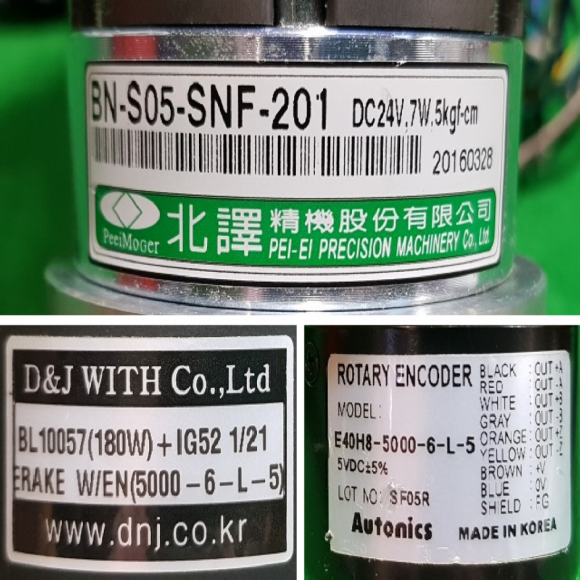 BN-S05-SNF-201 DC24V.7W.5kgf-cm
20160328
PeeiMoger
北譯 精機股份有限公司
PEI-EI PRECISION MACHINERY Co., Ltd.
D&J WITH Co.,Ltd
BL10057(180W)+IG52 1/21
ERAKE W/EN(5000-6-L-5)
www.dnj.co.kr
ROTARY ENCODER
MODEL:
E40H8-5000-6-L-5
5VDC±5%
LOT NO: SF05R
BLACK : OUT+A
RED : OUT-A
WHITE : OUT+B
GRAY : OUT-B
ORANGE : OUT
YELLOW : OUT
BROWN : +V
BLUE : 0V
SHIELD : FG
Autonics MADE IN KOREA